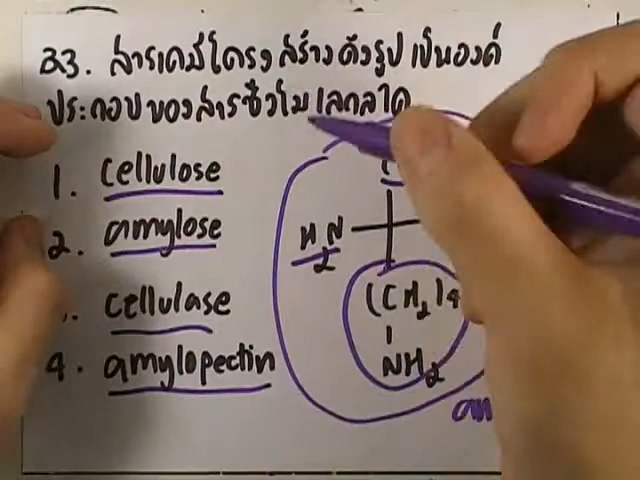 33. สารเคมีโครงสร้างดังรูป เป็นองค์
ประกอบของสารชีวโมเลกุลใด
1. cellulose
2. amylose
cellulase
4. amylopectin
H2N
(CH2)4
NH2
am